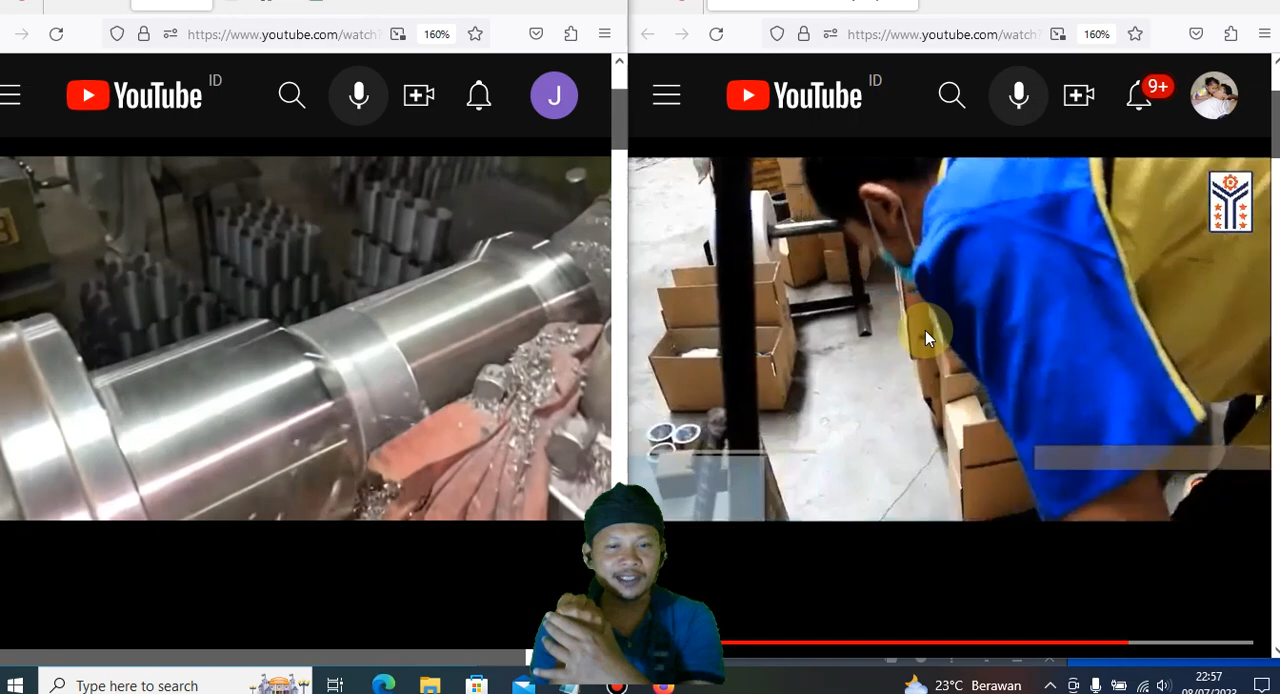 https://www.youtube.com/watch?
160%
https://www.youtube.com/watch?
160%
YouTube ID
J
YouTube ID
9+
Type here to search
23°C Berawan
22:57